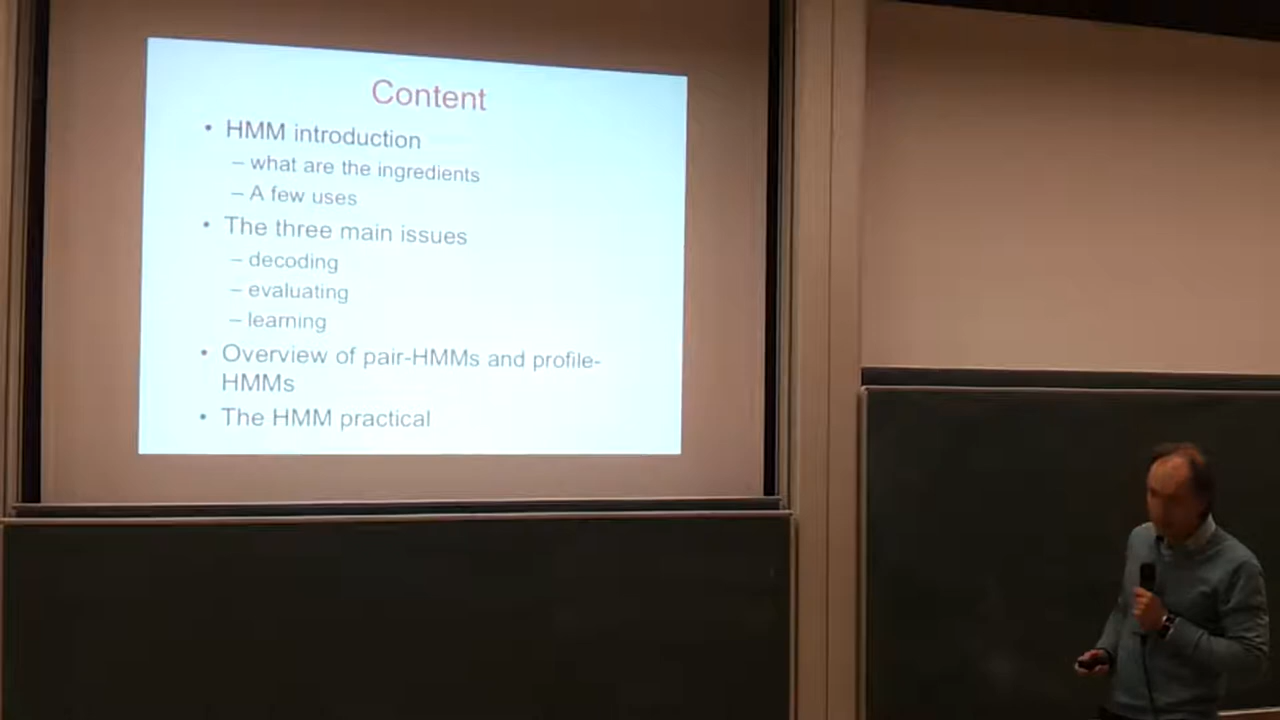 Content
• HMM introduction
– what are the ingredients
– A few uses
• The three main issues
– decoding
– evaluating
– learning
• Overview of pair-HMMs and profile-
HMMs
• The HMM practical